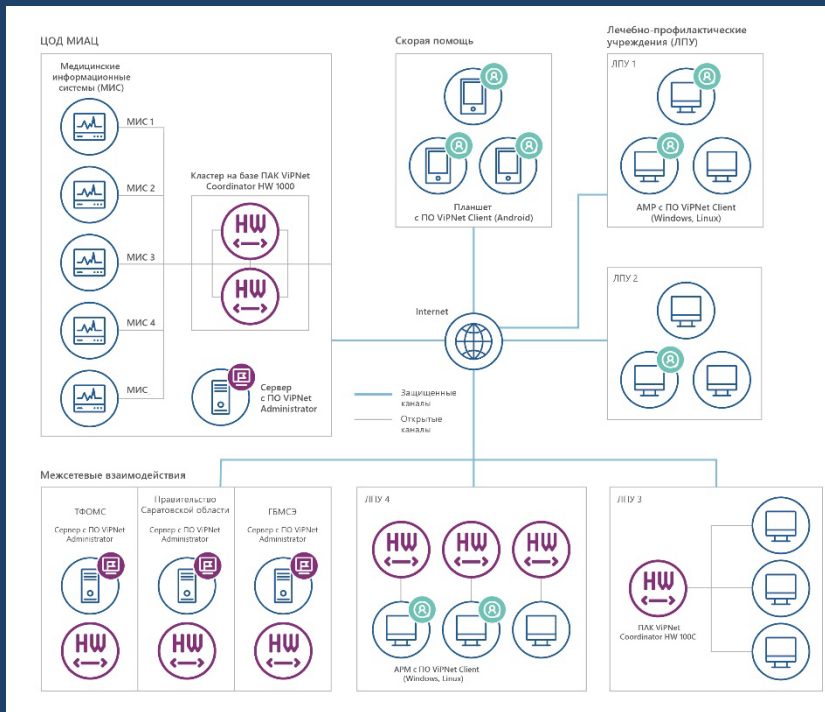 ЦОД МИАЦ
Медицинские
информационные
системы (МИС)
МИС 1
МИС 2
МИС 3
МИС 4
МИС
Кластер на базе ПАК ViPNet
Coordinator HW 1000
HW
HW
Сервер
с ПО ViPNet
Administrator
Скорая помощь
Планшет
с ПО ViPNet Client (Android)
Лечебно-профилактические
учреждения (ЛПУ)
ЛПУ 1
АМР с ПО ViPNet Client
(Windows, Linux)
ЛПУ 2
Internet
Защищенные
каналы
Открытые
каналы
Межсетевые взаимодействия
ТФОМС
Сервер с ПО ViPNet
Administrator
HW
Правительство
Саратовской области
Сервер с ПО ViPNet
Administrator
HW
ГБМСЭ
Сервер с ПО ViPNet
Administrator
HW
ЛПУ 4
HW
HW
HW
АРМ с ПО ViPNet Client
(Windows, Linux)
ЛПУ 3
HW
ПАК ViPNet
Coordinator HW 100C